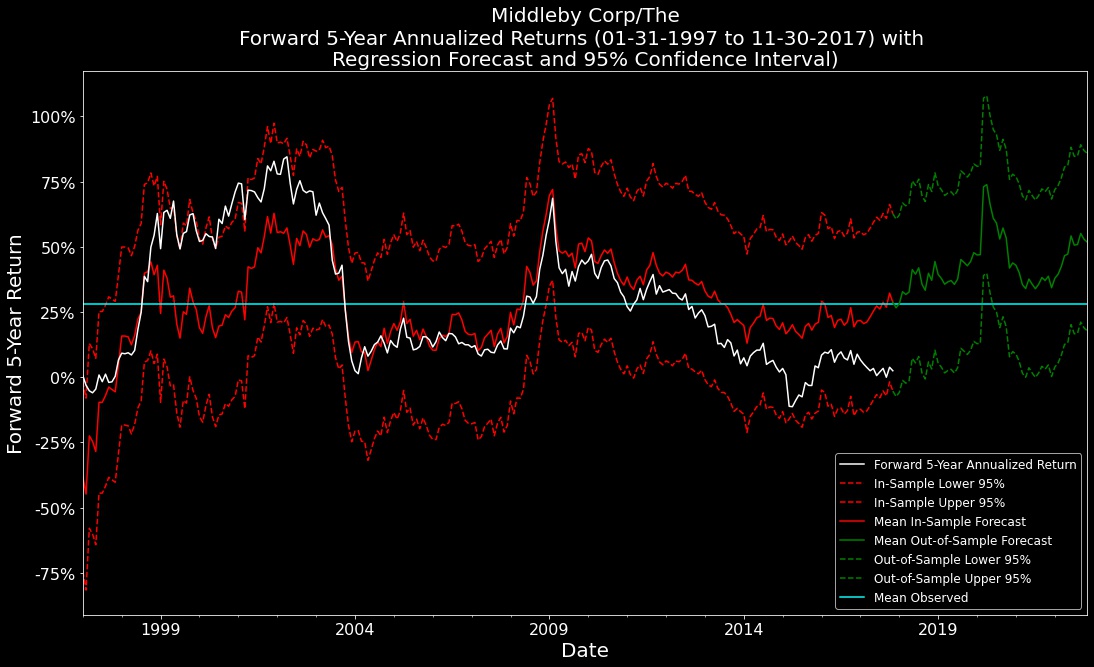 Middleby Corp/The
Forward 5-Year Annualized Returns (01-31-1997 to 11-30-2017) with
Regression Forecast and 95% Confidence Interval)
100%
75%
50%
25%
0%
-25%
-50%
-75%
Forward 5-Year Return
Forward 5-Year Annualized Return
In-Sample Lower 95%
In-Sample Upper 95%
Mean In-Sample Forecast
Mean Out-of-Sample Forecast
Out-of-Sample Lower 95%
Out-of-Sample Upper 95%
Mean Observed
1999
2004
2009
2014
2019
Date